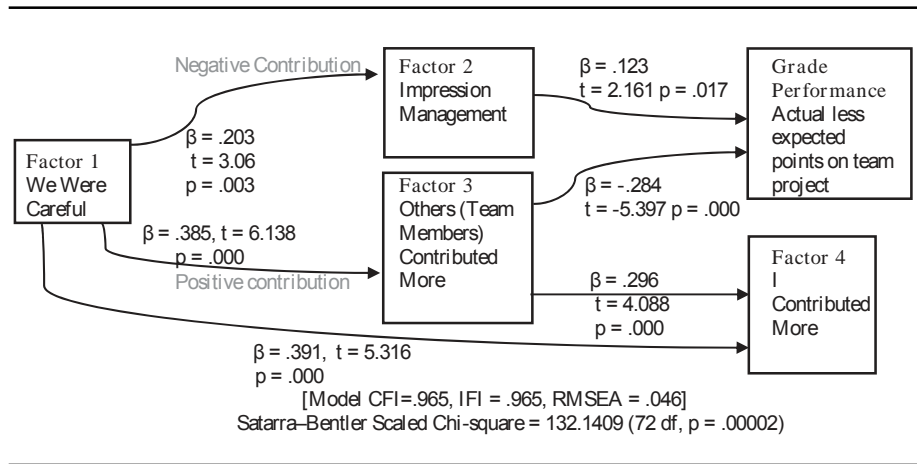 Negative Contribution
Factor 2
Impression
Management
β = .123
t = 2.161 p = .017
Grade
Performance
Actual less
expected
points on team
project
Factor 1
We Were
Careful
β = .203
t = 3.06
p = .003
Factor 3
Others (Team
Members)
Contributed
More
β = -.284
t = -5.397 p = .000
β = .385, t = 6.138
p = .000
Positive contribution
β = .296
t = 4.088
p = .000
Factor 4
I
Contributed
More
β = .391, t = 5.316
p = .000
[Model CFI=.965, IFI = .965, RMSEA = .046]
Satarra–Bentler Scaled Chi-square = 132.1409 (72 df, p = .00002)